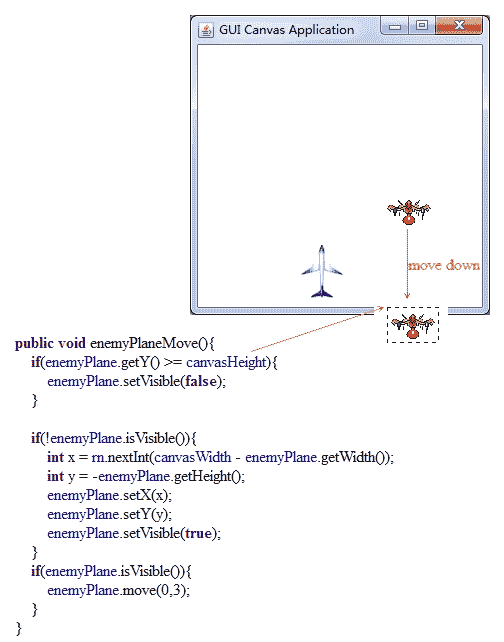 GUI Canvas Application
move down
public void enemyPlaneMove(){
if(enemyPlane.getY() >= canvasHeight){
enemyPlane.setVisible(false);
}
if(!enemyPlane.isVisible()){
int x = rn.nextInt(canvasWidth - enemyPlane.getWidth());
int y = -enemyPlane.getHeight();
enemyPlane.setX(x);
enemyPlane.setY(y);
enemyPlane.setVisible(true);
}
if(enemyPlane.isVisible()){
enemyPlane.move(0,3);
}
}